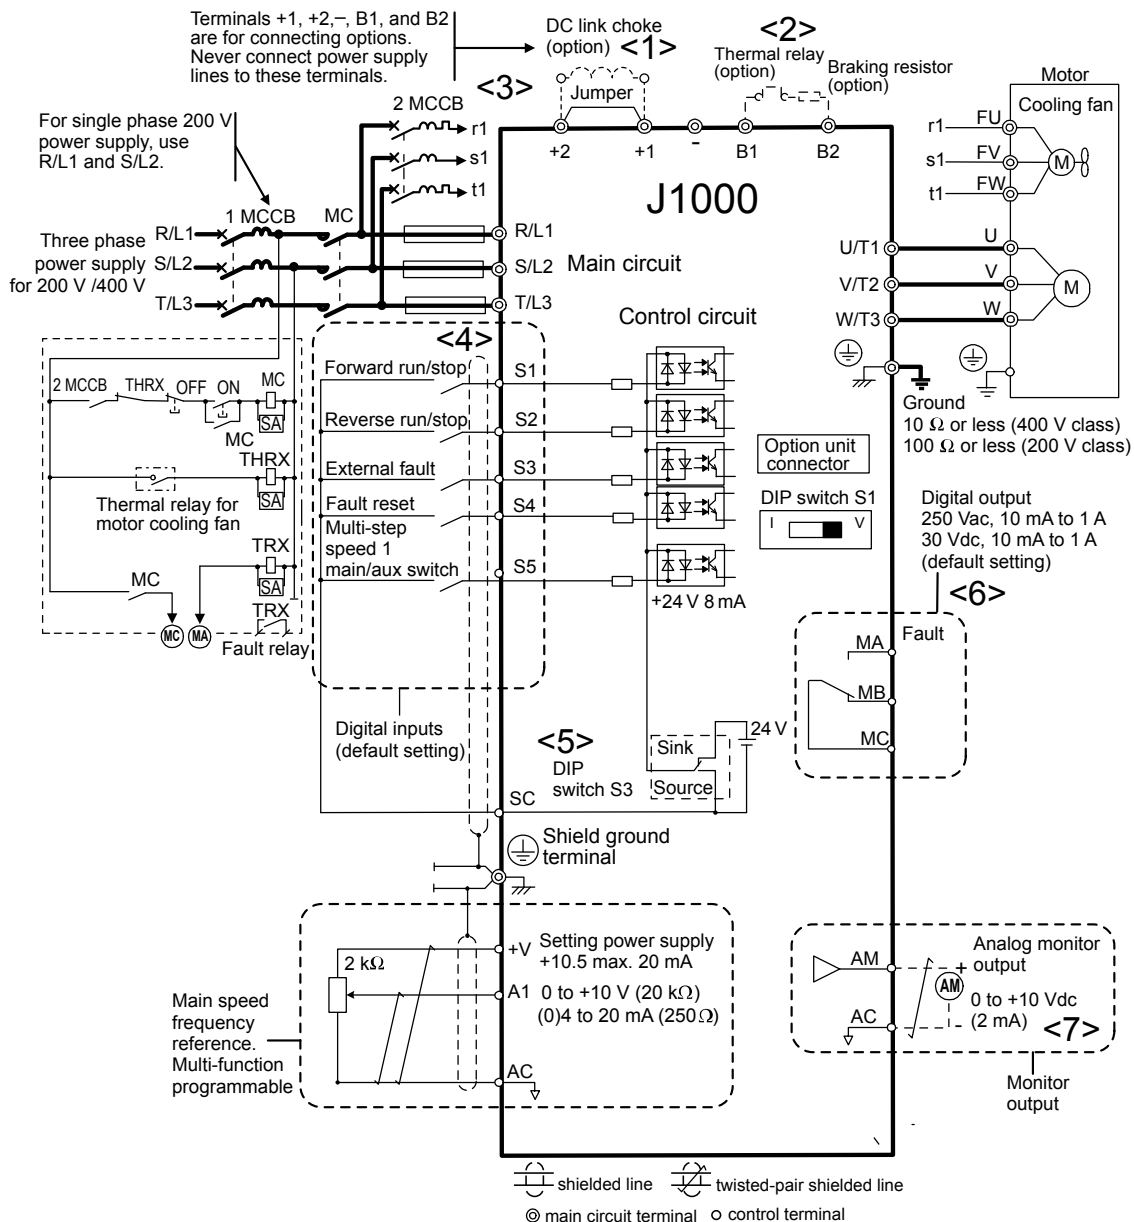 Terminals +1, +2,–, B1, and B2
are for connecting options.
Never connect power supply
lines to these terminals.
DC link choke
(option) <1>
<2>
Thermal relay
(option)
Braking resistor
(option)
Jumper
+2
+1
–
B1
B2
Motor
Cooling fan
r1
FU
s1
FV
t1
FW
M
<3>
2 MCCB
r1
s1
t1
For single phase 200 V
power supply, use
R/L1 and S/L2.
J1000
1 MCCB
MC
R/L1
R/L1
Three phase
power supply
for 200 V /400 V
S/L2
S/L2
T/L3
T/L3
Main circuit
Control circuit
U/T1
U
V/T2
V
W/T3
W
M
Ground
10 Ω or less (400 V class)
100 Ω or less (200 V class)
2 MCCB
THRX
OFF
ON
MC
SA
MC
THRX
SA
Thermal relay for
motor cooling fan
TRX
SA
MC
TRX
MC
MA
Fault relay
<4>
Forward run/stop
S1
Reverse run/stop
S2
External fault
S3
Fault reset
S4
Multi-step
speed 1
main/aux switch
S5
+24 V 8 mA
Option unit
connector
DIP switch S1
I
V
Digital output
250 Vac, 10 mA to 1 A
30 Vdc, 10 mA to 1 A
(default setting)
<6>
Fault
MA
MB
MC
Digital inputs
(default setting)
<5>
DIP
switch S3
Sink
Source
24 V
SC
Shield ground
terminal
+V
Setting power supply
+10.5 max. 20 mA
2 kΩ
A1
0 to +10 V (20 kΩ)
(0)4 to 20 mA (250Ω)
AC
Main speed
frequency
reference.
Multi-function
programmable
AM
Analog monitor
output
+
AM
0 to +10 Vdc
(2 mA)
<7>
AC
-
Monitor
output
shielded line
twisted-pair shielded line
main circuit terminal
control terminal